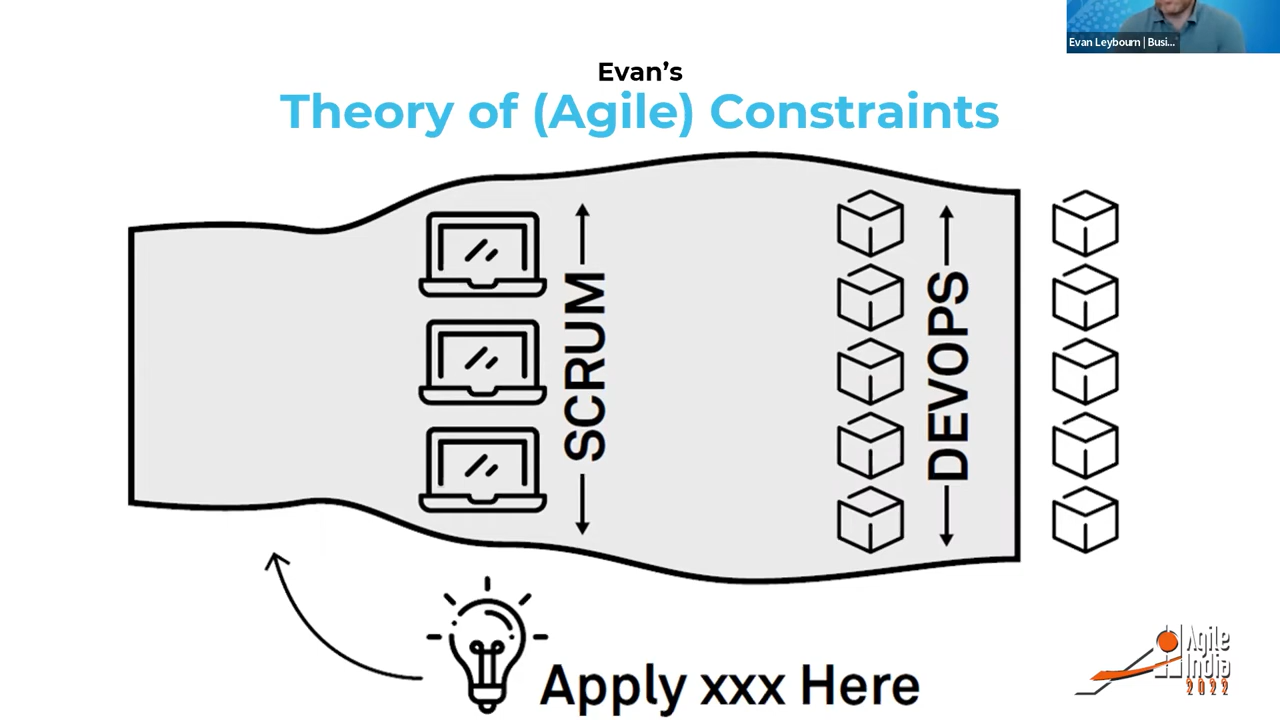 Evan Leybourn | Busi...
Evan's
Theory of (Agile) Constraints
SCRUM
DEVOPS
Apply xxx Here
Agile
India
2022